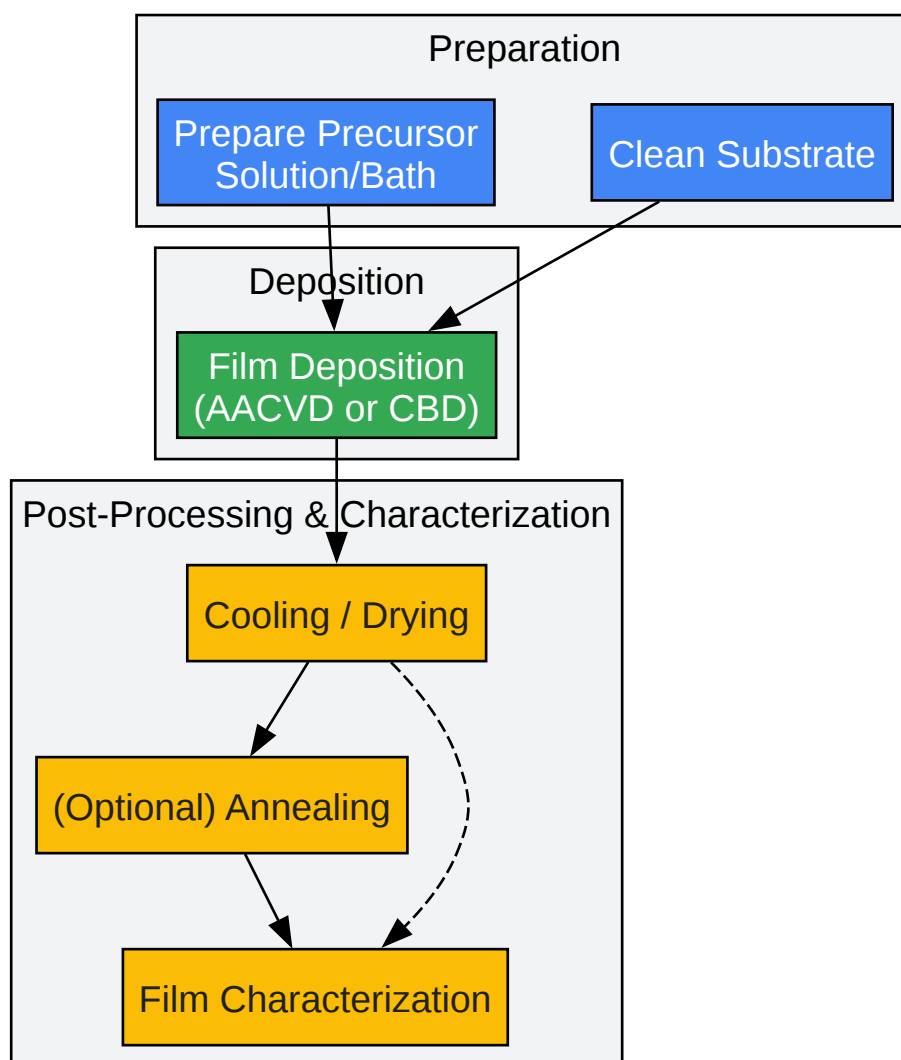 Preparation
Prepare Precursor
Solution/Bath
Clean Substrate
Deposition
Film Deposition
(AACVD or CBD)
Post-Processing & Characterization
Cooling / Drying
(Optional) Annealing
Film Characterization